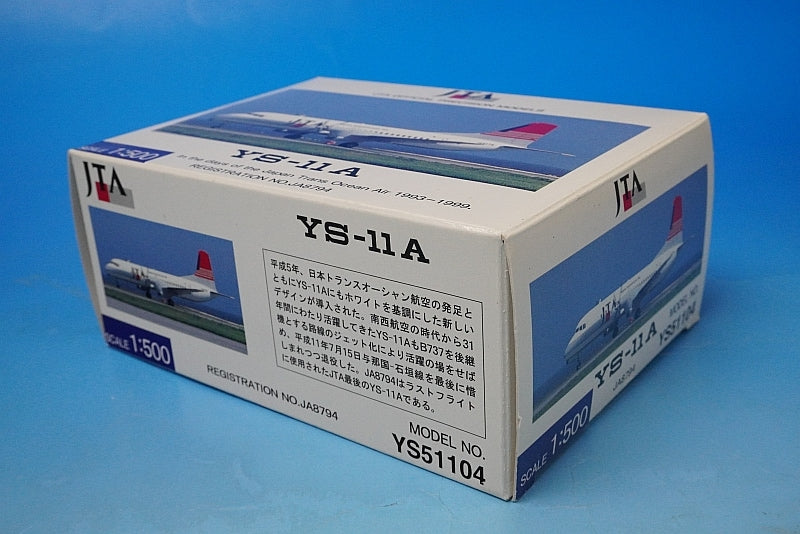 JTA
JTA OFFICIAL PRECISION MODELS
SCALE 1:500
YS-11A
In the days of the Japan Trans Ocean Air 1993-1999.
REGISTRATION NO.JA8794
JTA
YS-11A
平成5年、日本トランスオーシャン航空の発足と
ともにYS-11Aにもホワイトを基調にした新しい
デザインが導入された。南西航空の時代から31
年間にわたり活躍してきたYS-11AもB737を後継
機とする路線のジェット化により活躍の場をせば
め、平成11年7月15日与那国-石垣線を最後に惜
しまれつつ退役した。JA8794はラストフライト
に使用されたJTA最後のYS-11Aである。
SCALE 1:500
REGISTRATION NO.JA8794
MODEL NO.
YS51104
JTA
YS-11A
JA8794
MODEL NO.
YS51104
SCALE 1:500